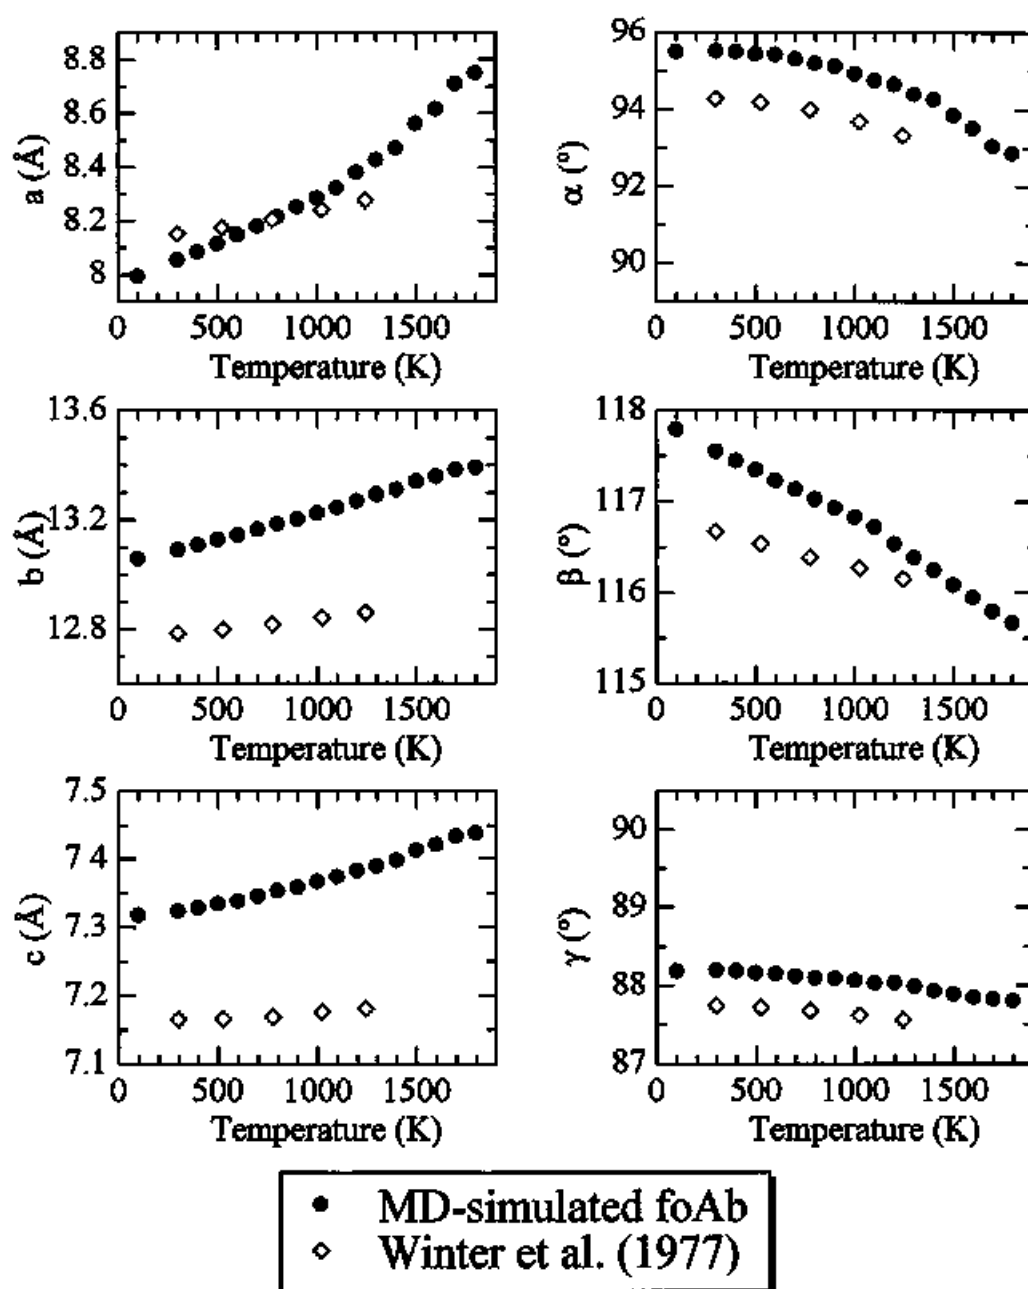 8.8
8.6
8.4
8.2
8
a (Å)
0 500 1000 1500
Temperature (K)
96
94
92
90
α (º)
0 500 1000 1500
Temperature (K)
13.6
13.2
12.8
b (Å)
0 500 1000 1500
Temperature (K)
118
117
116
115
β (º)
0 500 1000 1500
Temperature (K)
7.5
7.4
7.3
7.2
7.1
c (Å)
0 500 1000 1500
Temperature (K)
90
89
88
87
γ (º)
0 500 1000 1500
Temperature (K)
MD-simulated foAb
Winter et al. (1977)